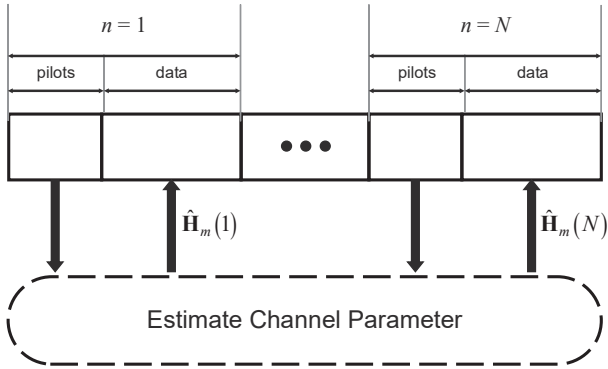 n = 1 n = N
pilots data pilots data
•••
Ĥₘ(1) Ĥₘ(N)
Estimate Channel Parameter